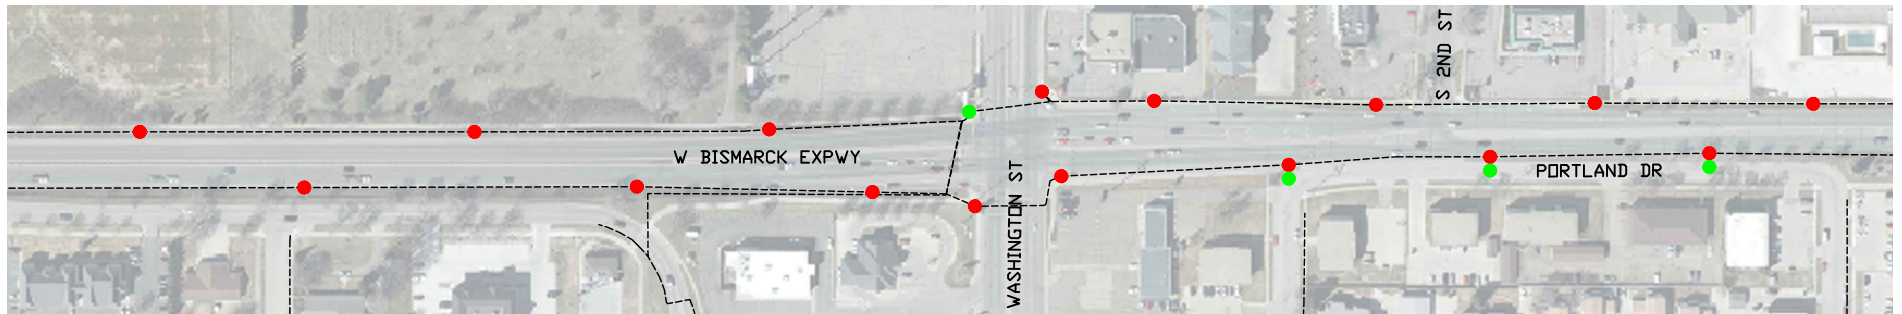 S 2ND ST
W BISMARCK EXPWY
PORTLAND DR
WASHINGTON ST